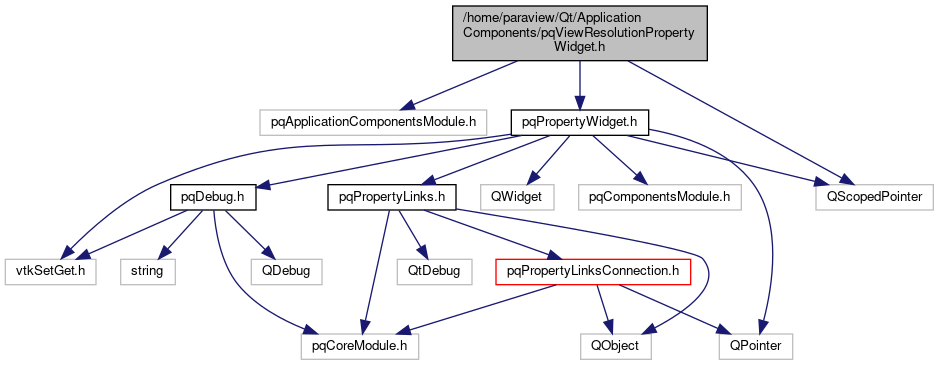 /home/paraview/Qt/Application
Components/pqViewResolutionProperty
Widget.h
pqApplicationComponentsModule.h
pqPropertyWidget.h
pqDebug.h
pqPropertyLinks.h
QWidget
pqComponentsModule.h
QScopedPointer
vtkSetGet.h
string
QDebug
QtDebug
pqPropertyLinksConnection.h
pqCoreModule.h
QObject
QPointer